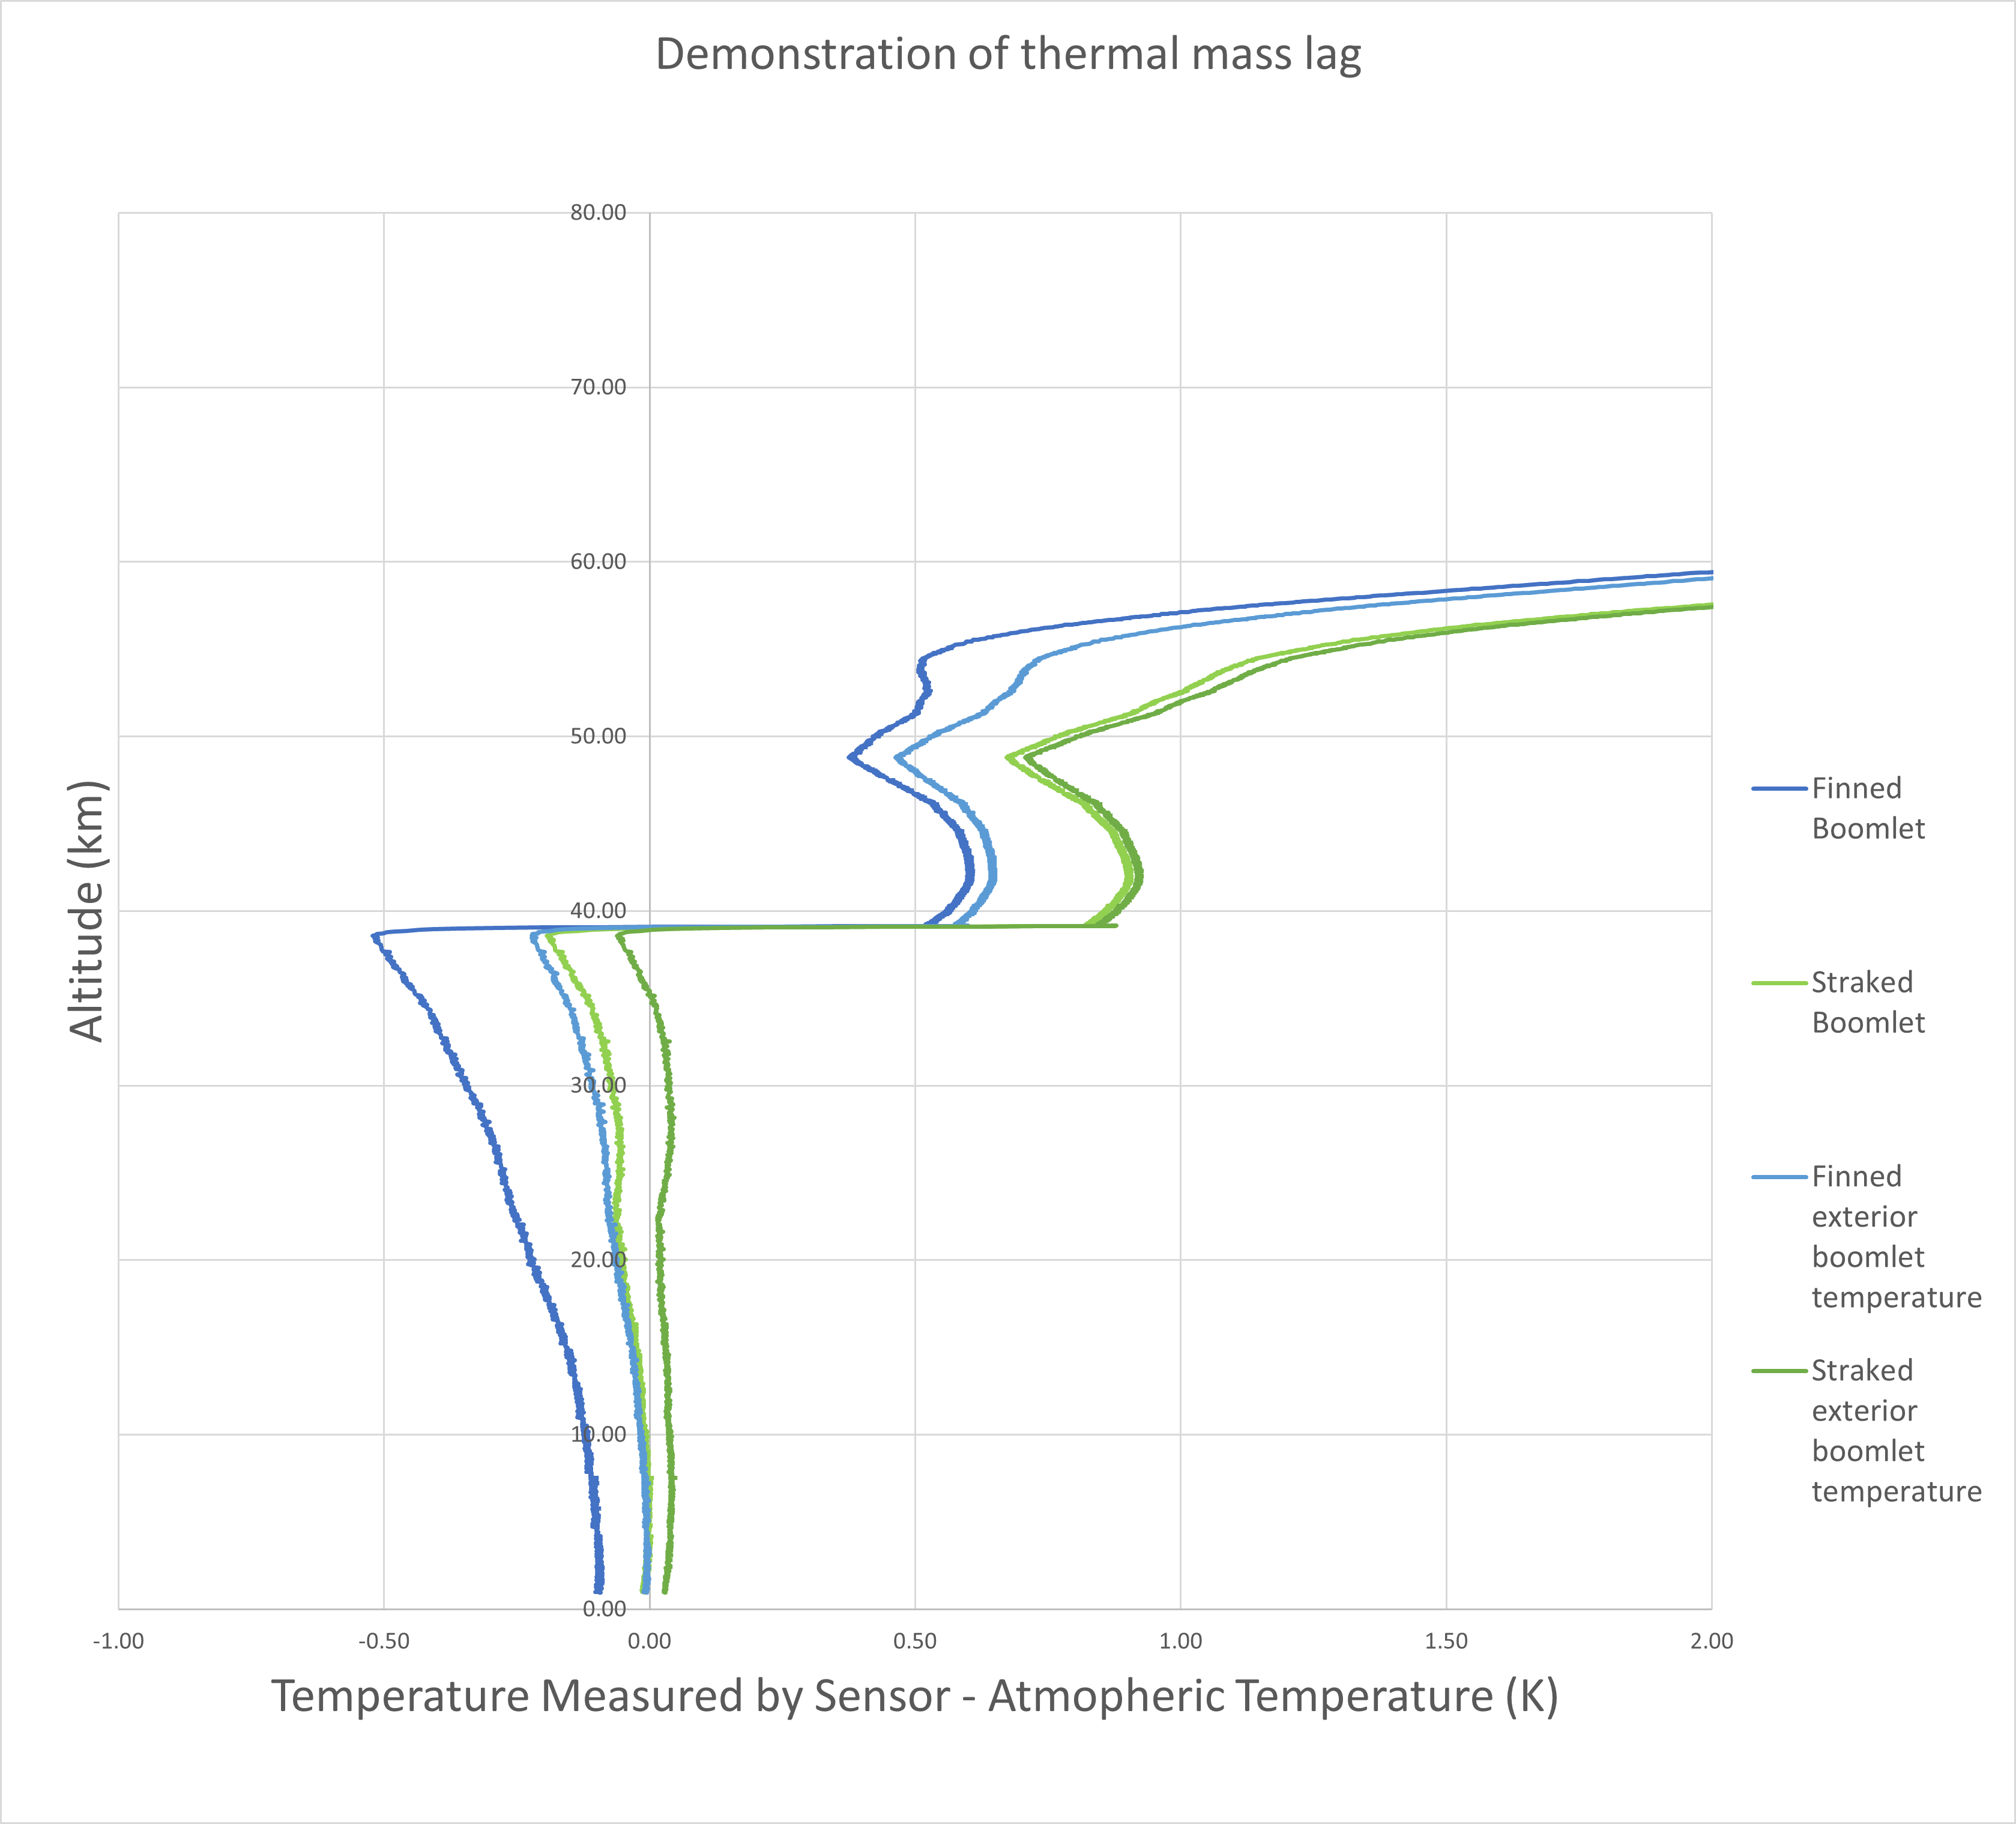 Demonstration of thermal mass lag
80.00
70.00
60.00
50.00
40.00
30.00
20.00
10.00
0.00
-1.00 -0.50 0.00 0.50 1.00 1.50 2.00
Altitude (km)
Temperature Measured by Sensor - Atmopheric Temperature (K)
Finned
Boomlet
Straked
Boomlet
Finned
exterior
boomlet
temperature
Straked
exterior
boomlet
temperature